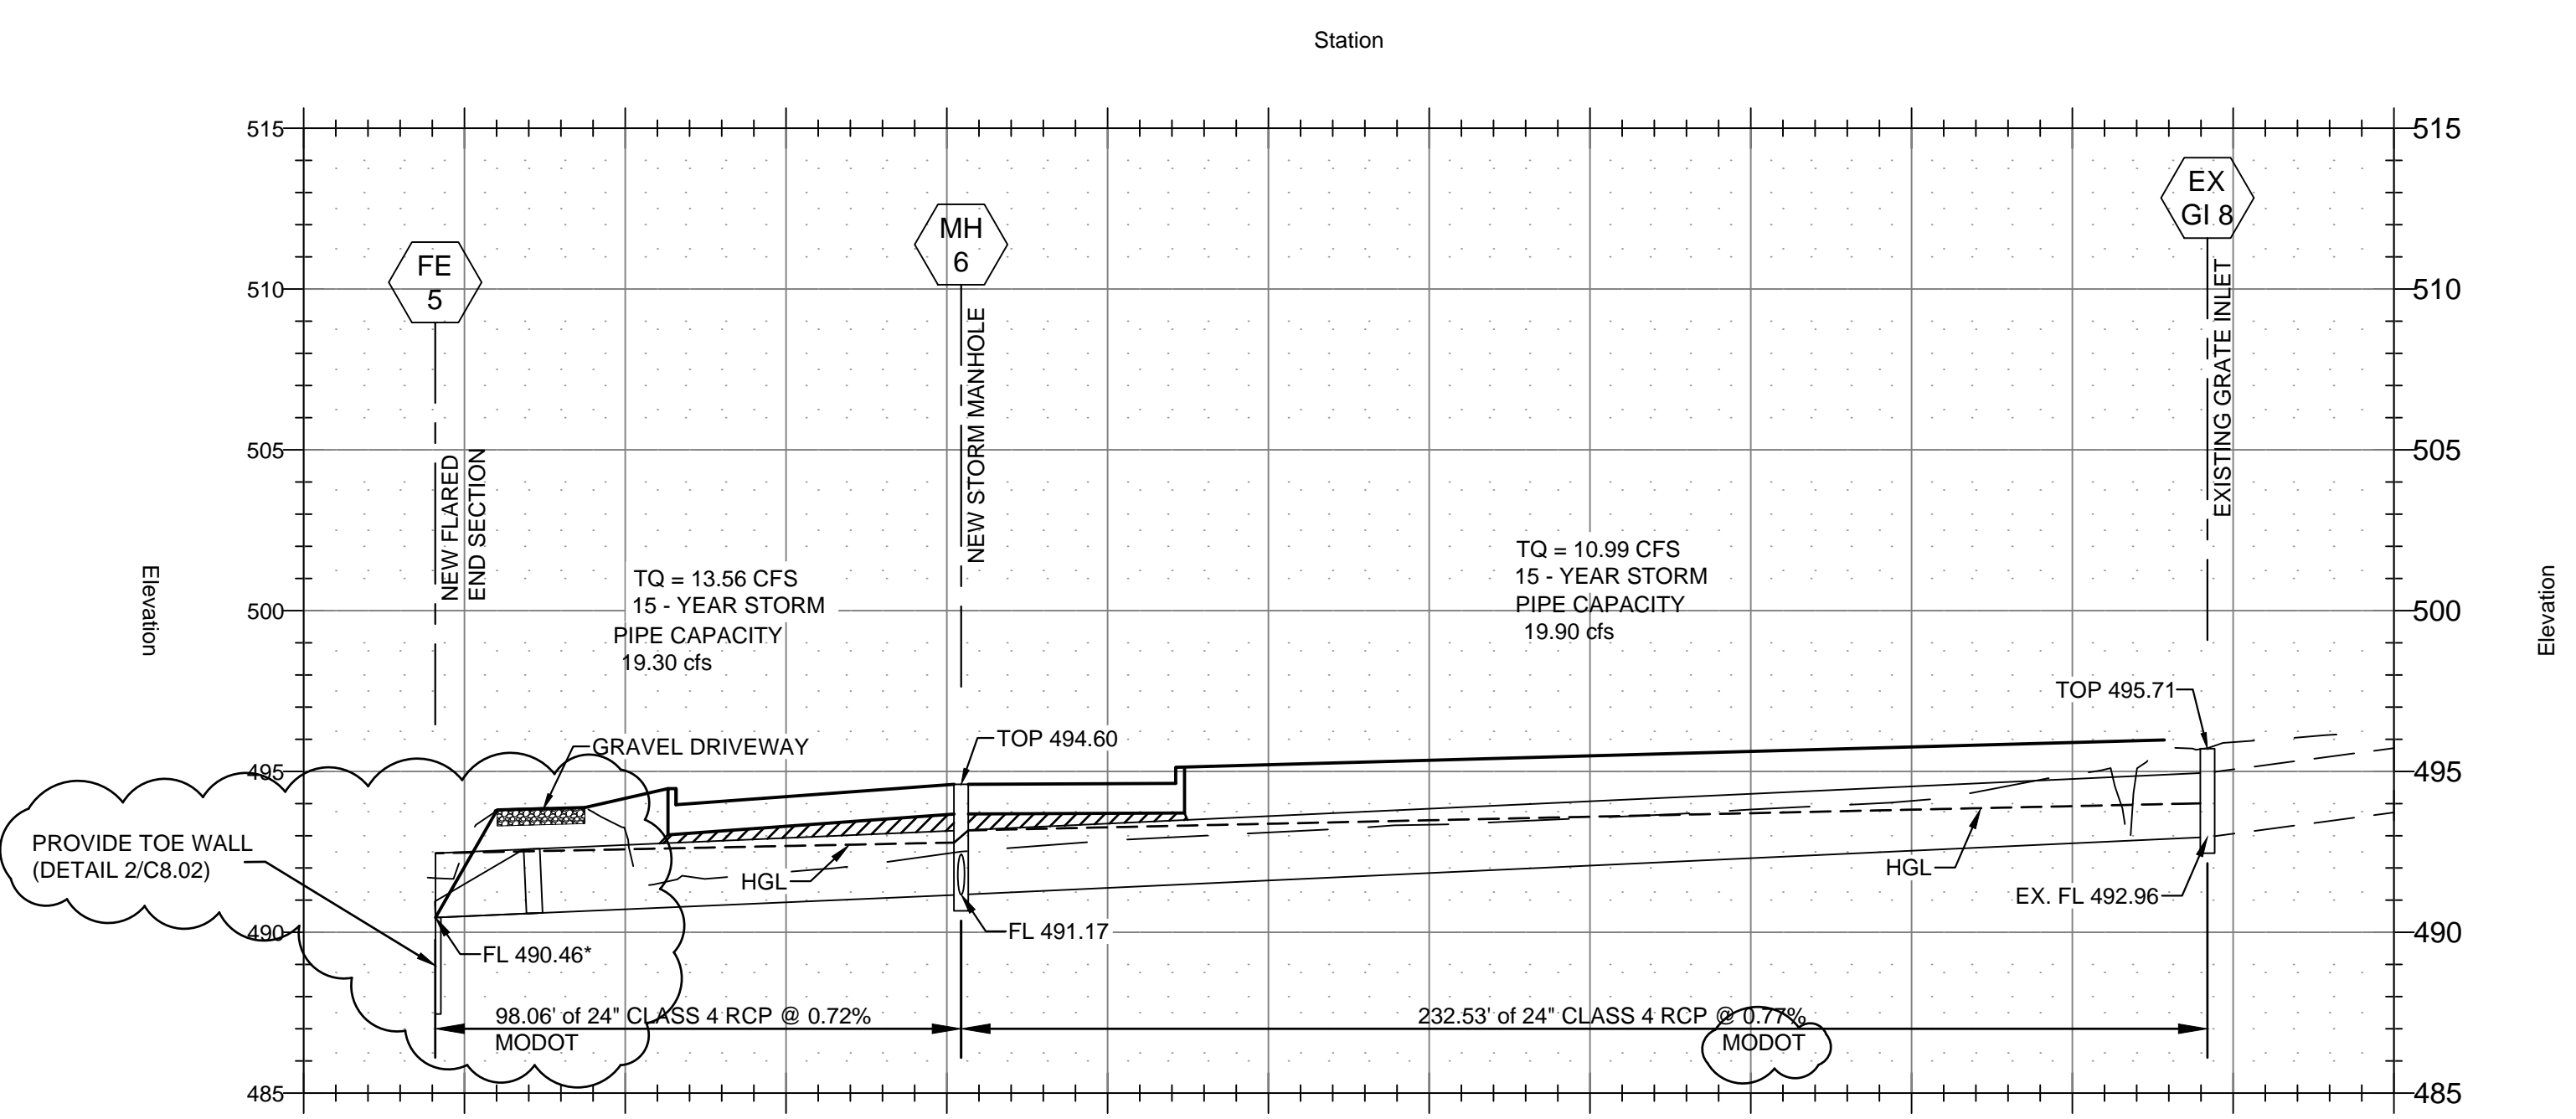 Station
515
515
EX
GI 8
MH
6
FE
5
510
510
EXISTING GRATE INLET
NEW STORM MANHOLE
505
505
NEW FLARED
END SECTION
TQ = 13.56 CFS
15 - YEAR STORM
PIPE CAPACITY
19.30 cfs
TQ = 10.99 CFS
15 - YEAR STORM
PIPE CAPACITY
19.90 cfs
Elevation
Elevation
500
500
TOP 495.71
TOP 494.60
GRAVEL DRIVEWAY
495
495
PROVIDE TOE WALL
(DETAIL 2/C8.02)
HGL
HGL
EX. FL 492.96
FL 491.17
490
490
FL 490.46*
98.06' of 24" CLASS 4 RCP @ 0.72%
MODOT
232.53' of 24" CLASS 4 RCP @ 0.77%
MODOT
485
485